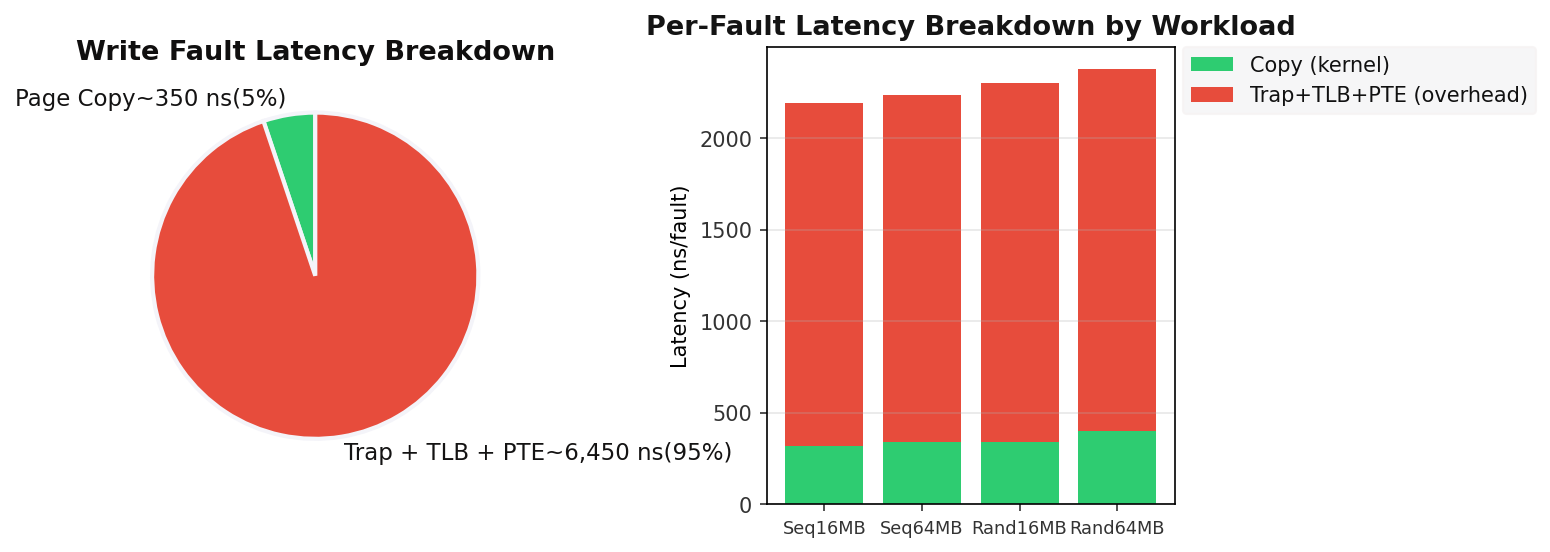 Write Fault Latency Breakdown
Page Copy~350 ns(5%)
Trap + TLB + PTE~6,450 ns(95%)
Per-Fault Latency Breakdown by Workload
Latency (ns/fault)
2000
1500
1000
500
0
Seq16MB
Seq64MB
Rand16MB
Rand64MB
Copy (kernel)
Trap+TLB+PTE (overhead)